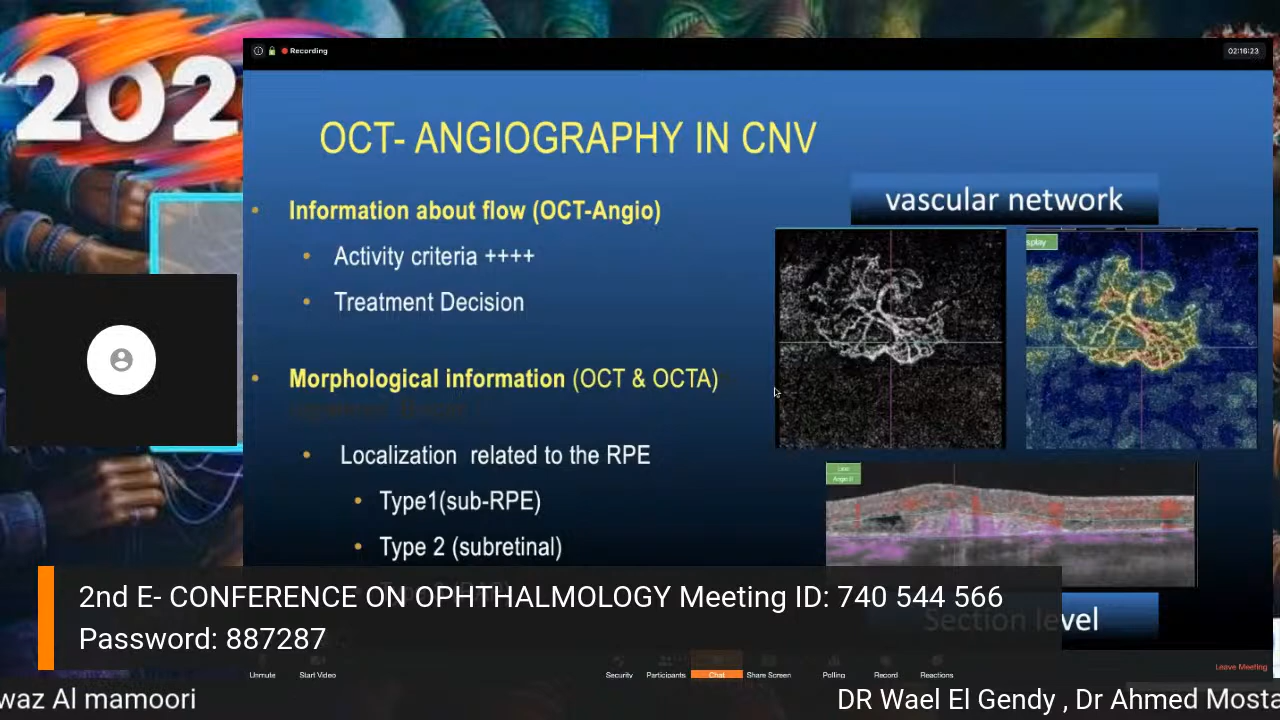 202
Recording
02:16:23
OCT- ANGIOGRAPHY IN CNV
vascular network
• Information about flow (OCT-Angio)
• Activity criteria ++++
• Treatment Decision
• Morphological information (OCT & OCTA)
• Localization related to the RPE
• Type1(sub-RPE)
• Type 2 (subretinal)
splay
Line
Angio
Section level
2nd E- CONFERENCE ON OPHTHALMOLOGY Meeting ID: 740 544 566
Password: 887287
Unmute
Start Video
Security
Participants
Chat
Share Screen
Polling
Record
Reactions
Leave Meeting
waz Al mamoori
DR Wael El Gendy , Dr Ahmed Mosta